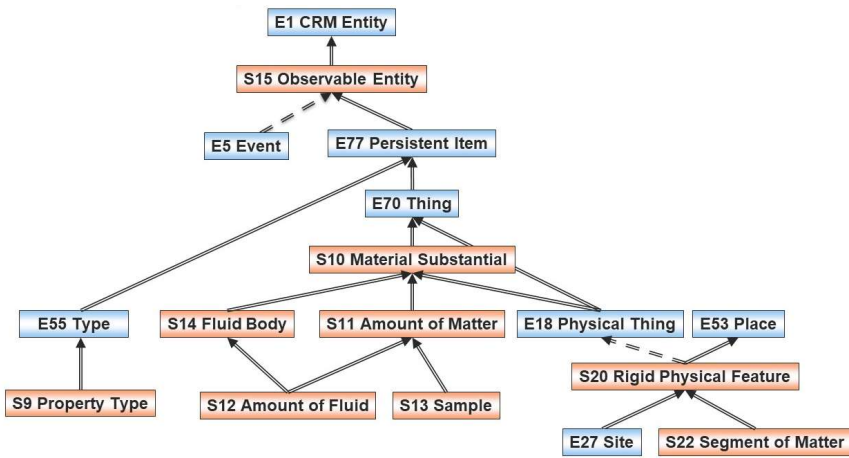 E1 CRM Entity
S15 Observable Entity
E5 Event
E77 Persistent Item
E70 Thing
S10 Material Substantial
E55 Type
S14 Fluid Body
S11 Amount of Matter
E18 Physical Thing
E53 Place
S9 Property Type
S12 Amount of Fluid
S13 Sample
S20 Rigid Physical Feature
E27 Site
S22 Segment of Matter